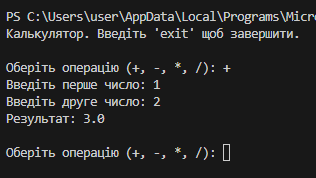 PS C:\Users\user\AppData\Local\Programs\Micr
Калькулятор. Введіть 'exit' щоб завершити.
Оберіть операцію (+, -, *, /): +
Введіть перше число: 1
Введіть друге число: 2
Результат: 3.0
Оберіть операцію (+, -, *, /):